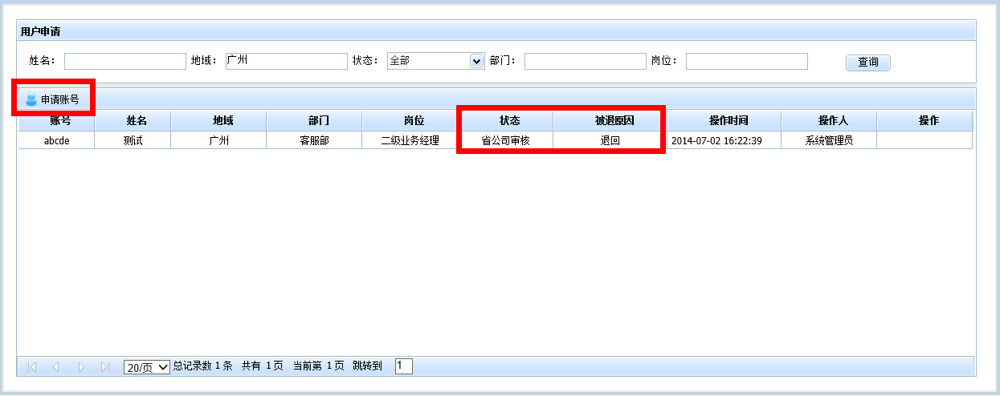 用户申请
姓名： 地域： 广州 状态： 全部 部门： 岗位： 查询
申请账号
账号 姓名 地域 部门 岗位 状态 被退原因 操作时间 操作人 操作
abcde 测试 广州 客服部 二级业务经理 省公司审核 退回 2014-07-02 16:22:39 系统管理员
20/页 总记录数 1 条 共有 1 页 当前第 1 页 跳转到 1